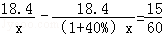 18.4/x - 18.4/(1+40%) x = 15/60